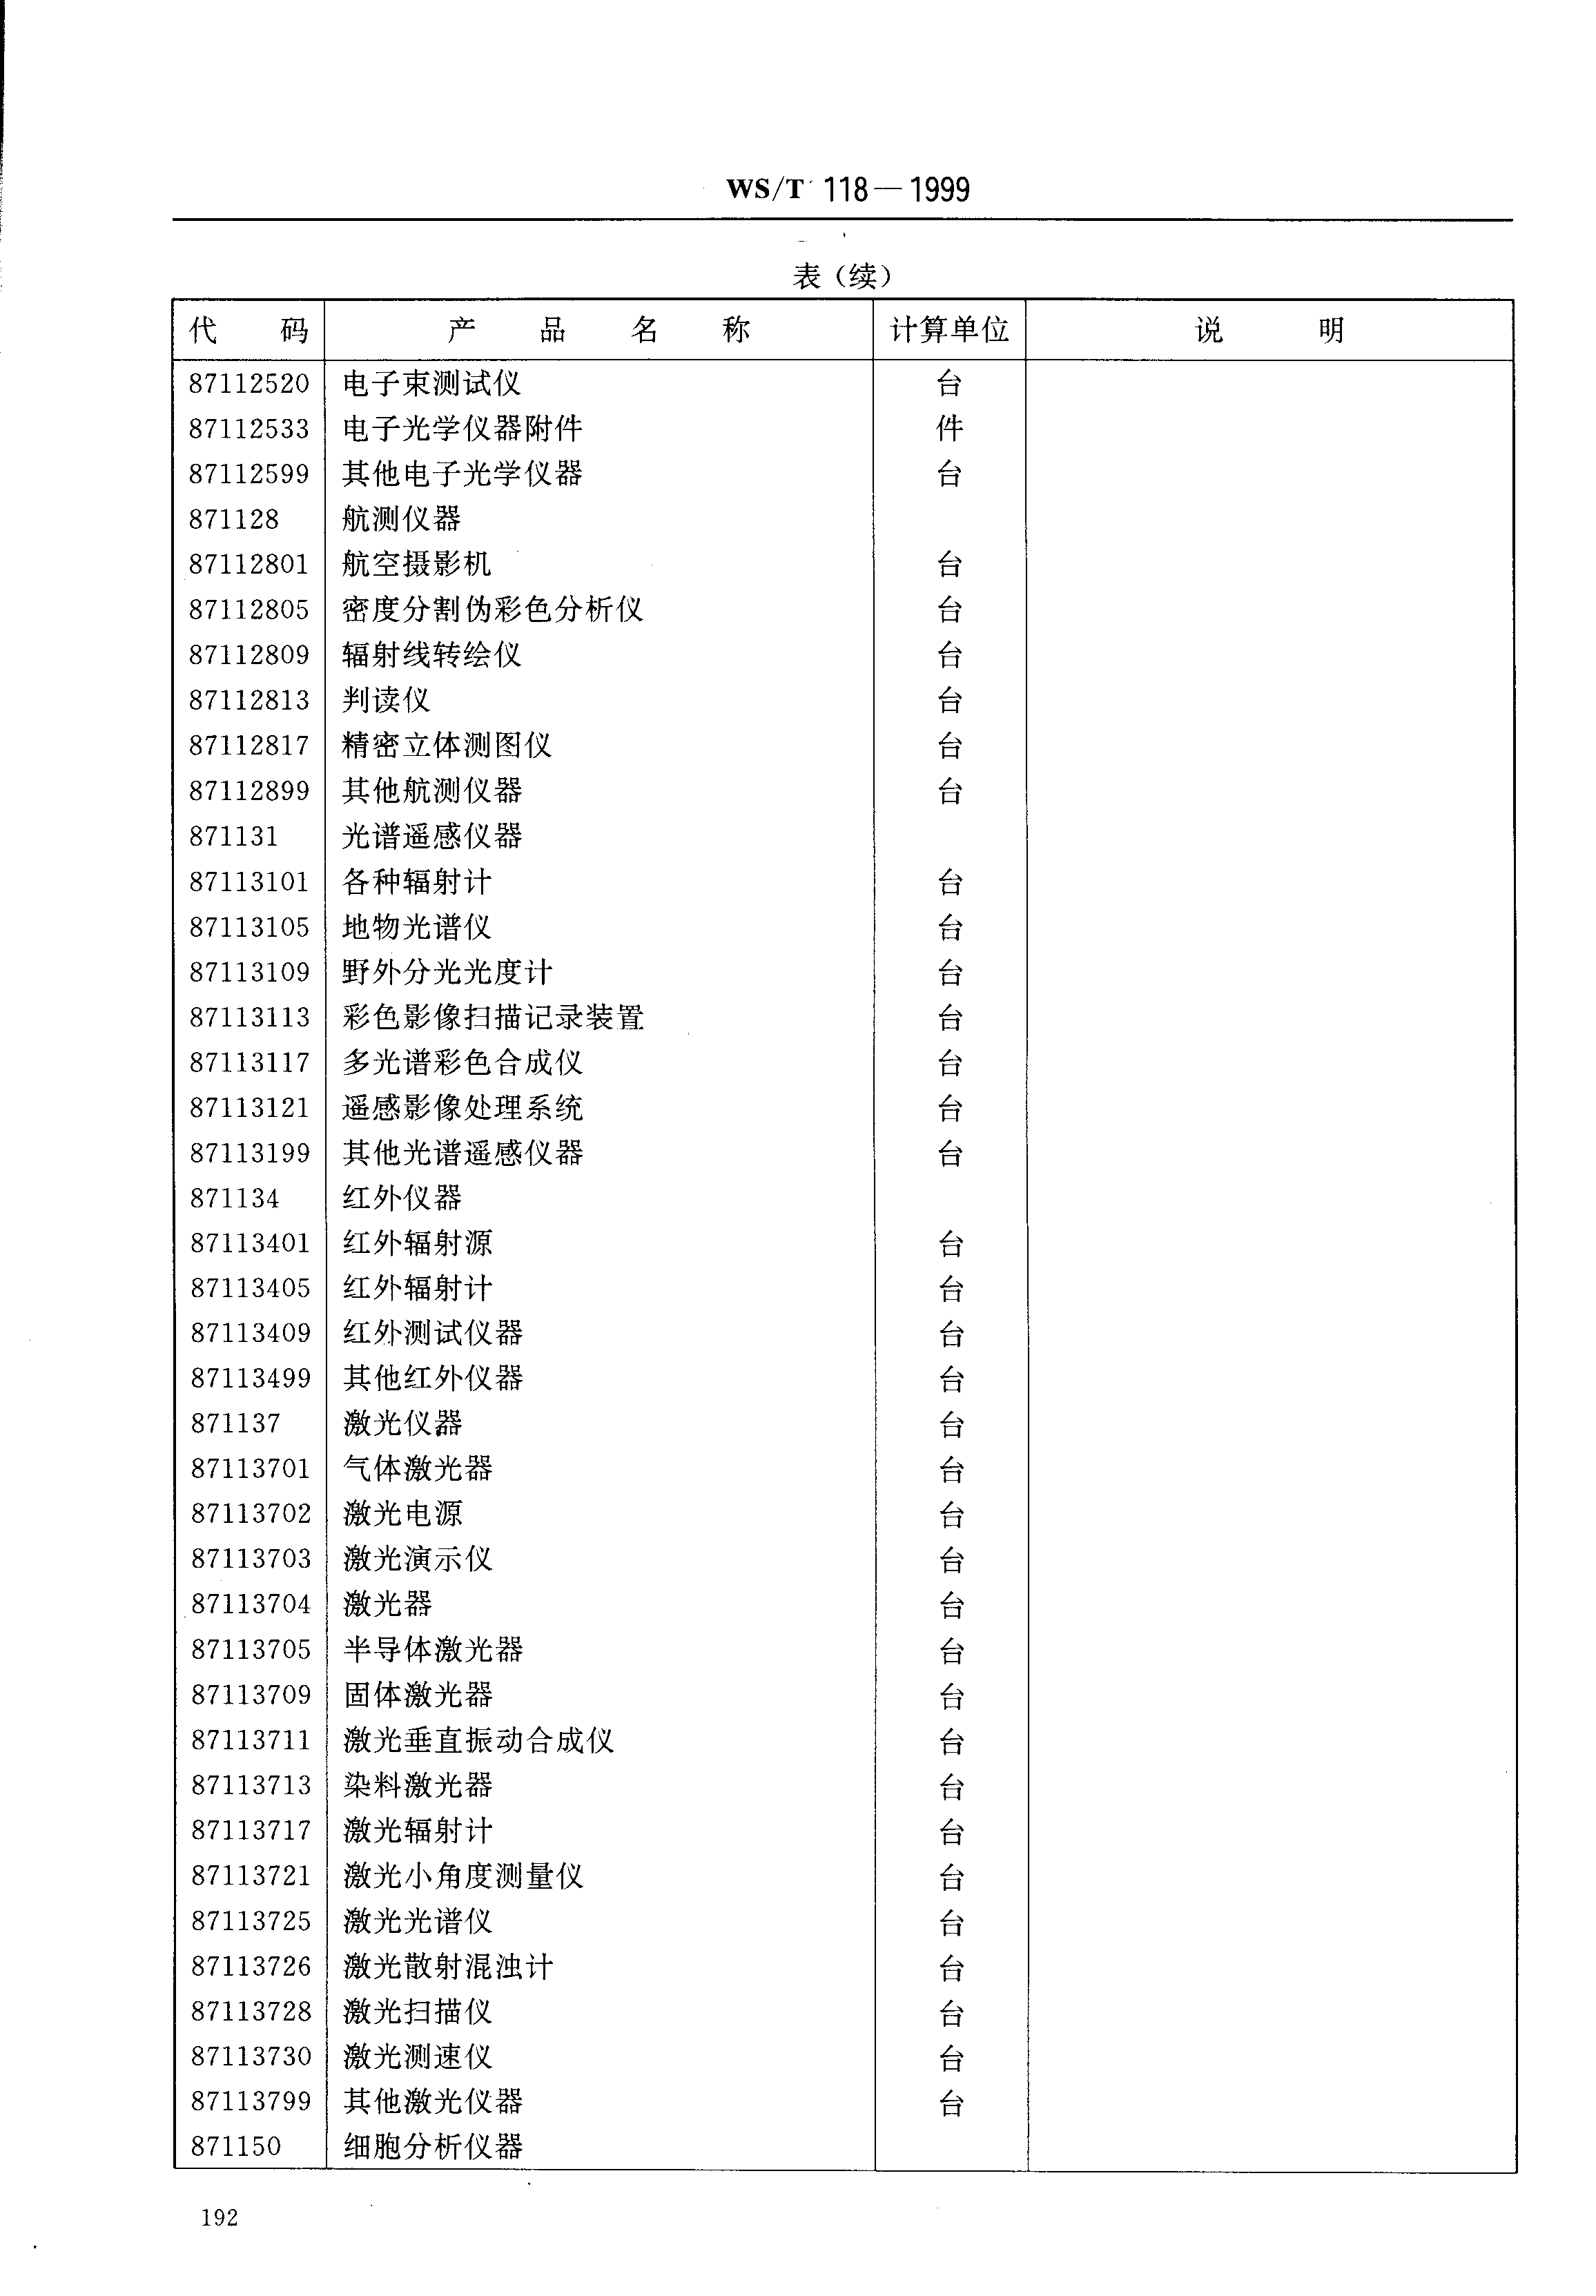 WS/T 118—1999
表（续）
代 码 产 品 名 称 计算单位 说 明
87112520 电子束测试仪 台
87112533 电子光学仪器附件 件
87112599 其他电子光学仪器 台
871128 航测仪器
87112801 航空摄影机 台
87112805 密度分割伪彩色分析仪 台
87112809 辐射线转绘仪 台
87112813 判读仪 台
87112817 精密立体测图仪 台
87112899 其他航测仪器 台
871131 光谱遥感仪器
87113101 各种辐射计 台
87113105 地物光谱仪 台
87113109 野外分光光度计 台
87113113 彩色影像扫描记录装置 台
87113117 多光谱彩色合成仪 台
87113121 遥感影像处理系统 台
87113199 其他光谱遥感仪器 台
871134 红外仪器
87113401 红外辐射源 台
87113405 红外辐射计 台
87113409 红外测试仪器 台
87113499 其他红外仪器 台
871137 激光仪器 台
87113701 气体激光器 台
87113702 激光电源 台
87113703 激光演示仪 台
87113704 激光器 台
87113705 半导体激光器 台
87113709 固体激光器 台
87113711 激光垂直振动合成仪 台
87113713 染料激光器 台
87113717 激光辐射计 台
87113721 激光小角度测量仪 台
87113725 激光光谱仪 台
87113726 激光散射混浊计 台
87113728 激光扫描仪 台
87113730 激光测速仪 台
87113799 其他激光仪器 台
871150 细胞分析仪器
192